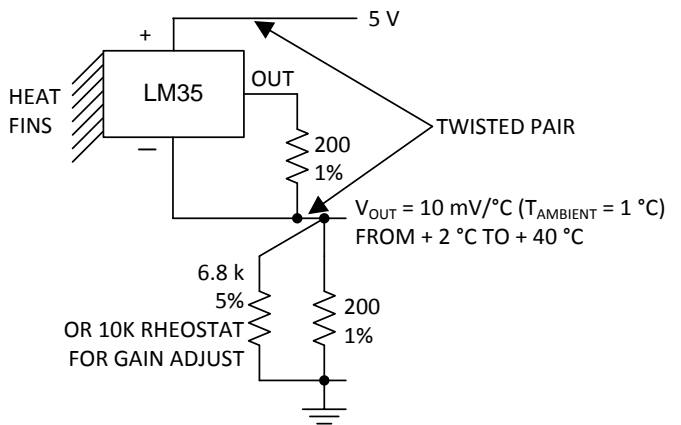 5 V
+
LM35
OUT
HEAT
FINS
TWISTED PAIR
200
1%
—
V_OUT = 10 mV/°C (T_AMBIENT = 1 °C)
FROM + 2 °C TO + 40 °C
6.8 k
5%
OR 10K RHEOSTAT
FOR GAIN ADJUST
200
1%